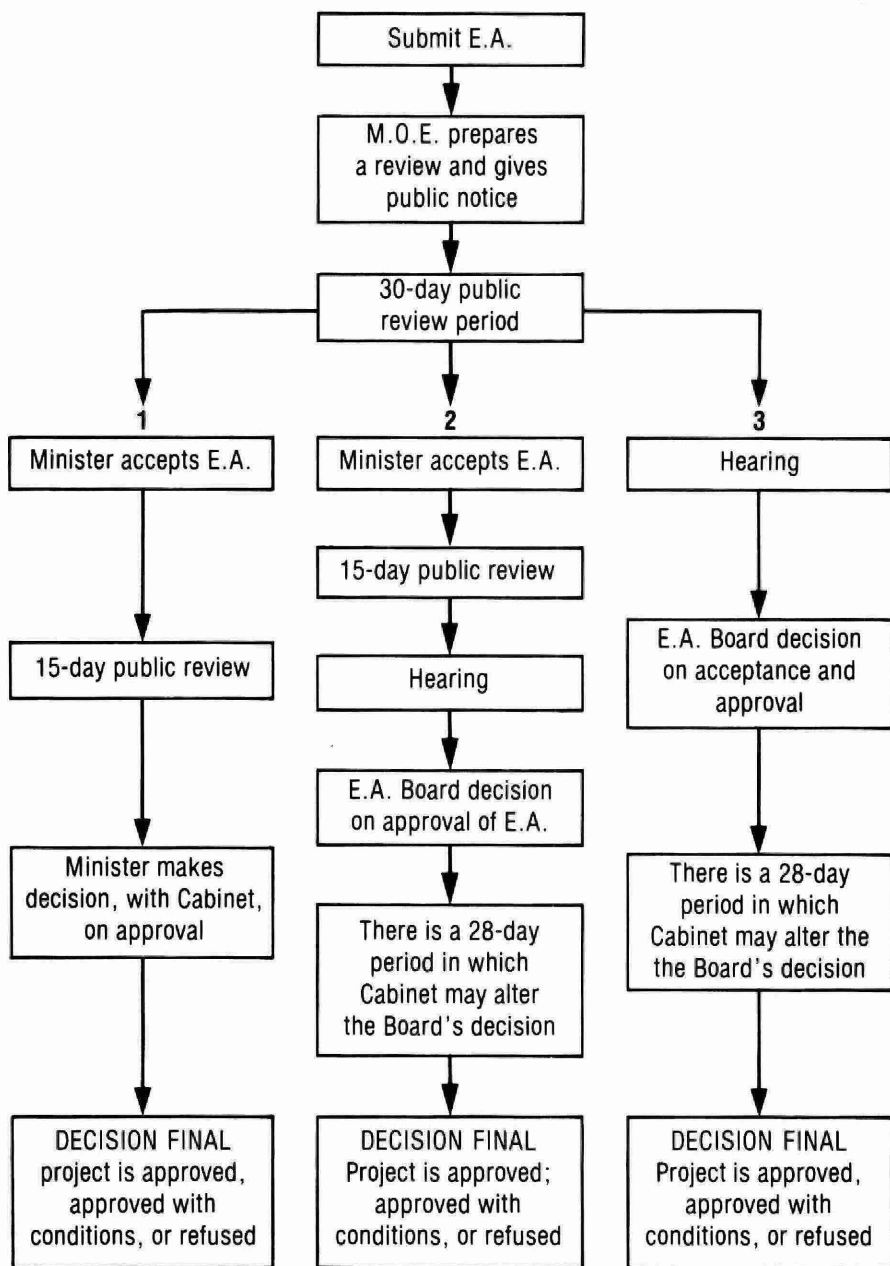 Submit E.A.
M.O.E. prepares
a review and gives
public notice
30-day public
review period
1
Minister accepts E.A.
15-day public review
Minister makes
decision, with Cabinet,
on approval
DECISION FINAL
project is approved,
approved with
conditions, or refused
2
Minister accepts E.A.
15-day public review
Hearing
E.A. Board decision
on approval of E.A.
There is a 28-day
period in which
Cabinet may alter
the Board's decision
DECISION FINAL
Project is approved;
approved with
conditions, or refused
3
Hearing
E.A. Board decision
on acceptance and
approval
There is a 28-day
period in which
Cabinet may alter the
the Board's decision
DECISION FINAL
Project is approved,
approved with
conditions, or refused